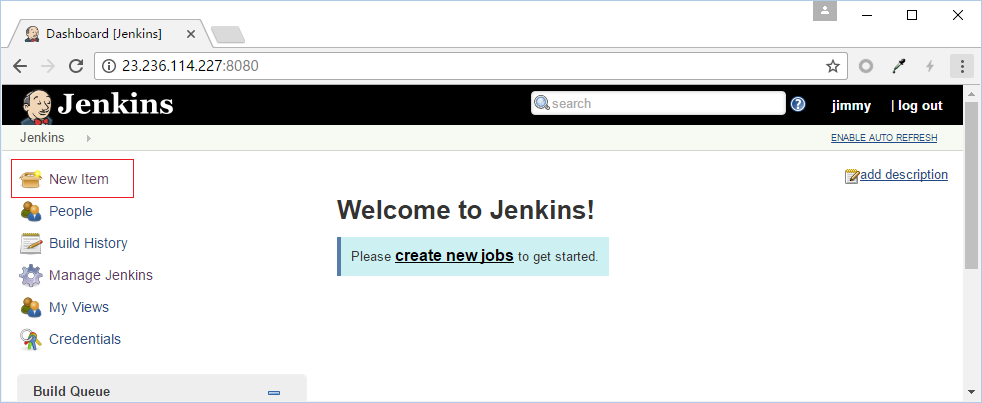 Dashboard [Jenkins]
23.236.114.227:8080
Jenkins
search
jimmy
| log out
Jenkins
ENABLE AUTO REFRESH
New Item
add description
People
Welcome to Jenkins!
Build History
Please create new jobs to get started.
Manage Jenkins
My Views
Credentials
Build Queue